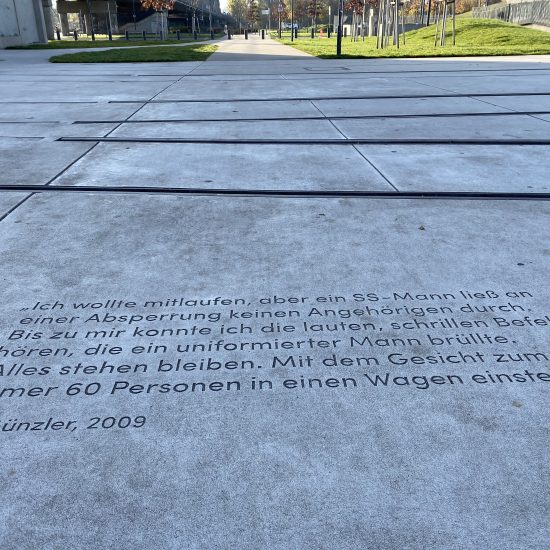 „Ich wollte mitlaufen, aber ein SS-Mann ließ an
einer Absperrung keinen Angehörigen durch.
Bis zu mir konnte ich die lauten, schrillen Befel
hören, die ein uniformierter Mann brüllte.
Alles stehen bleiben. Mit dem Gesicht zum
mer 60 Personen in einen Wagen einste
ünzler, 2009